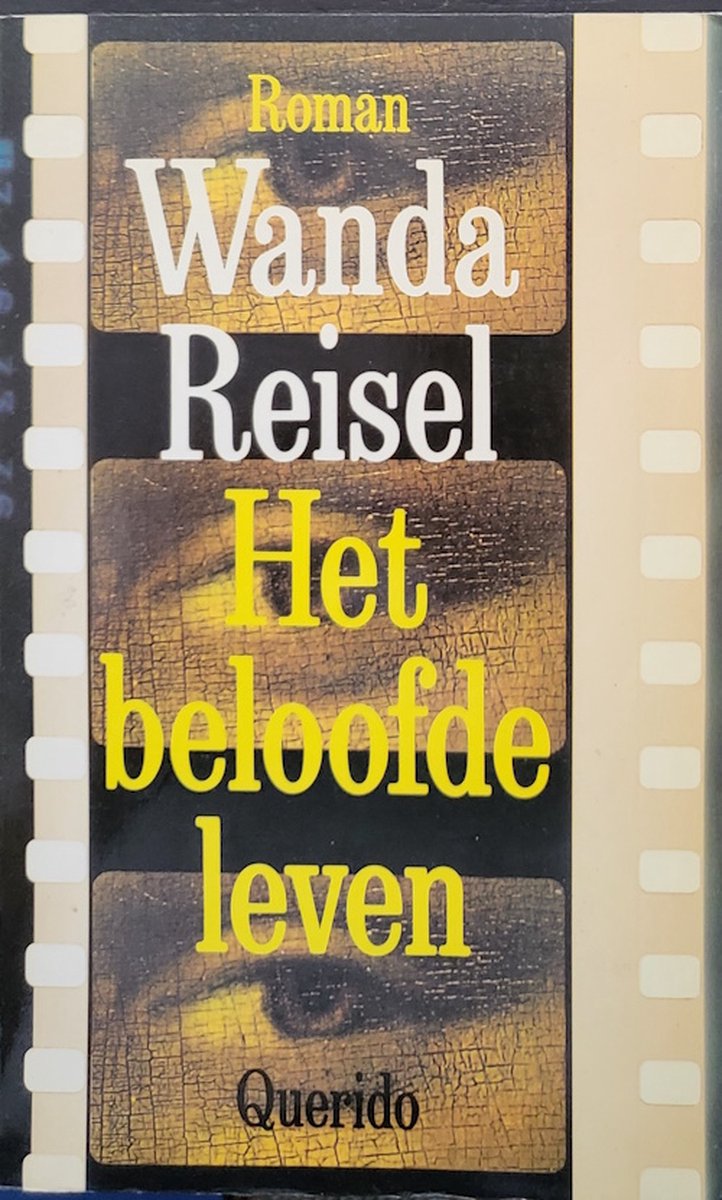 Roman
Wanda
Reisel
Het
beloofde
leven
Querido